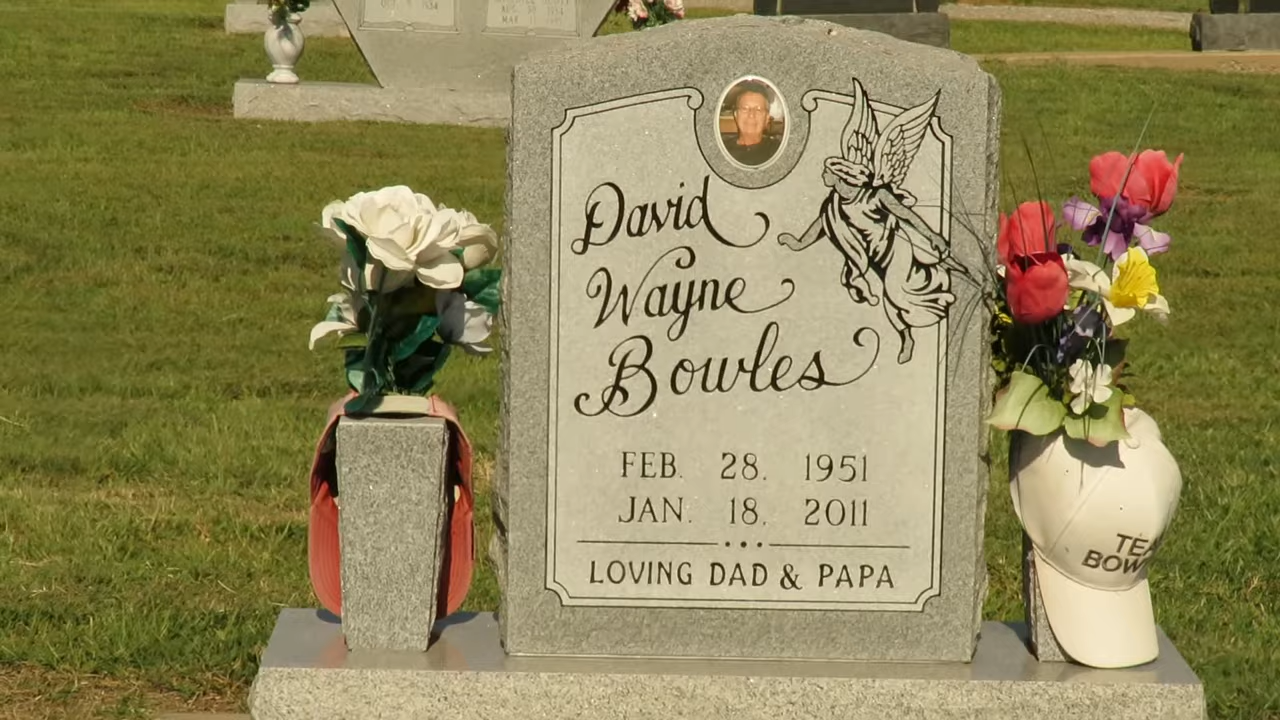 David
Wayne
Bowles
FEB. 28. 1951
JAN. 18. 2011
LOVING DAD & PAPA